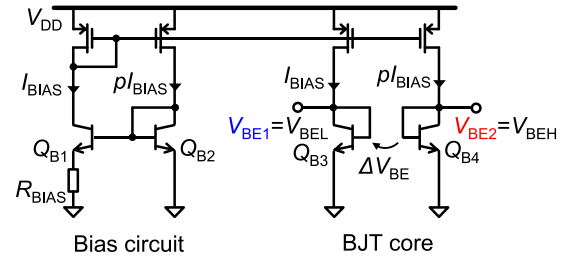 VDD
IBIAS
pIBIAS
IBIAS
pIBIAS
VBE1=VBEL
VBE2=VBEH
QB1
QB2
QB3
ΔVBE
QB4
RBIAS
Bias circuit
BJT core